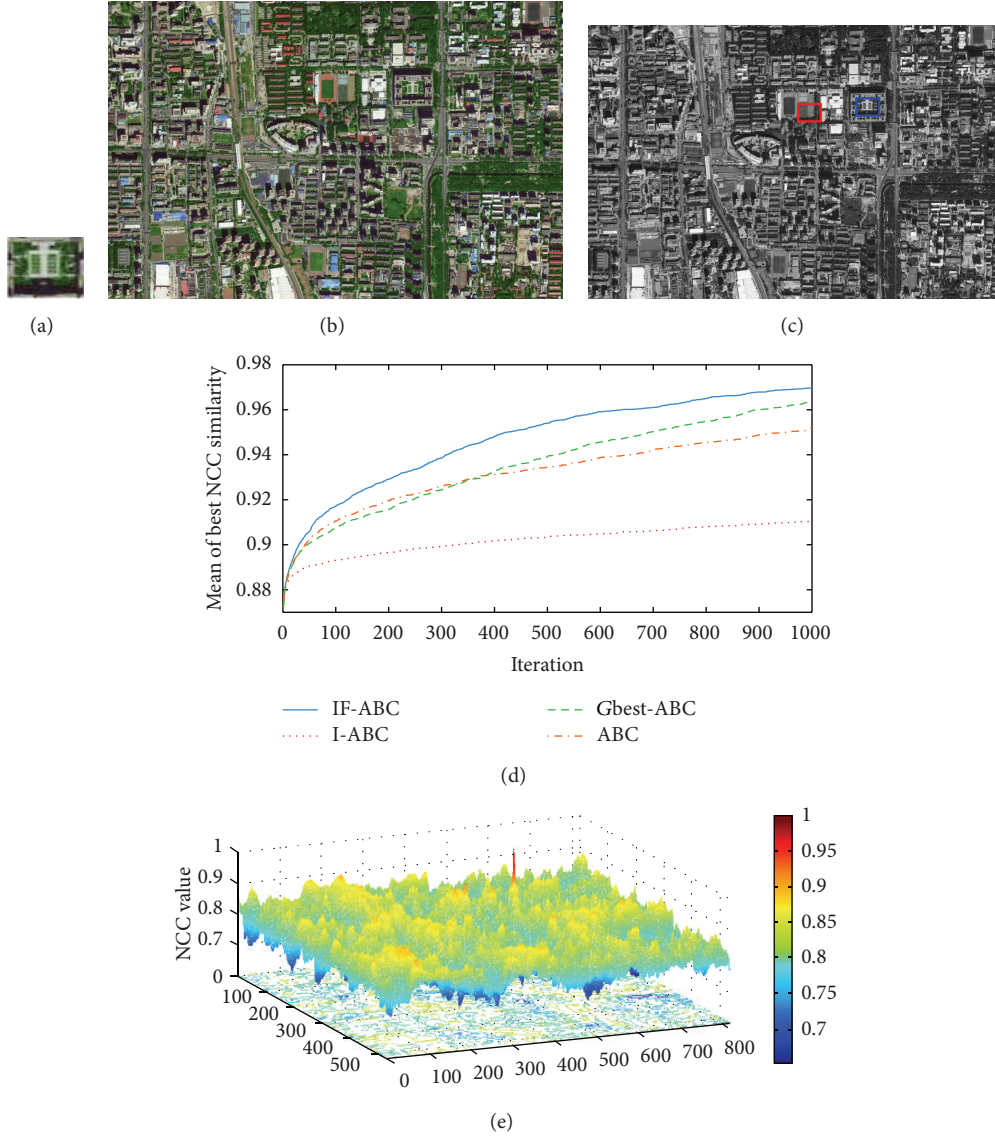 (a)
(b)
(c)
Mean of best NCC similarity
0.98
0.96
0.94
0.92
0.9
0.88
0 100 200 300 400 500 600 700 800 900 1000
Iteration
IF-ABC
I-ABC
Gbest-ABC
ABC
(d)
NCC value
1
0.9
0.8
0.7
0
100
200
300
400
500
0 100 200 300 400 500 600 700 800
1
0.95
0.9
0.85
0.8
0.75
0.7
(e)